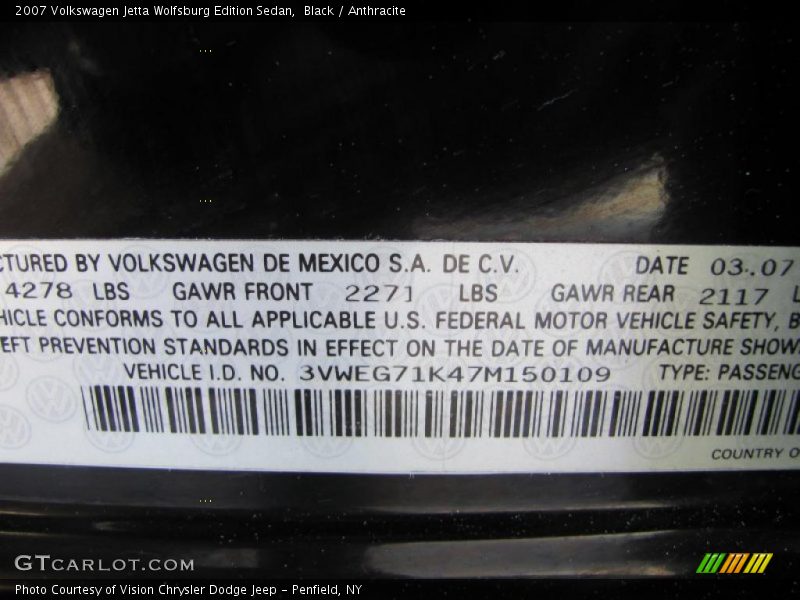 2007 Volkswagen Jetta Wolfsburg Edition Sedan, Black / Anthracite
CTURED BY VOLKSWAGEN DE MEXICO S.A. DE C.V. DATE 03.07
4278 LBS GAWR FRONT 2271 LBS GAWR REAR 2117 L
HICLE CONFORMS TO ALL APPLICABLE U.S. FEDERAL MOTOR VEHICLE SAFETY, B
EFT PREVENTION STANDARDS IN EFFECT ON THE DATE OF MANUFACTURE SHOW
VEHICLE I.D. NO. 3VWEG71K47M150109 TYPE: PASSENG
COUNTRY O
GTCARLOT.COM
Photo Courtesy of Vision Chrysler Dodge Jeep - Penfield, NY